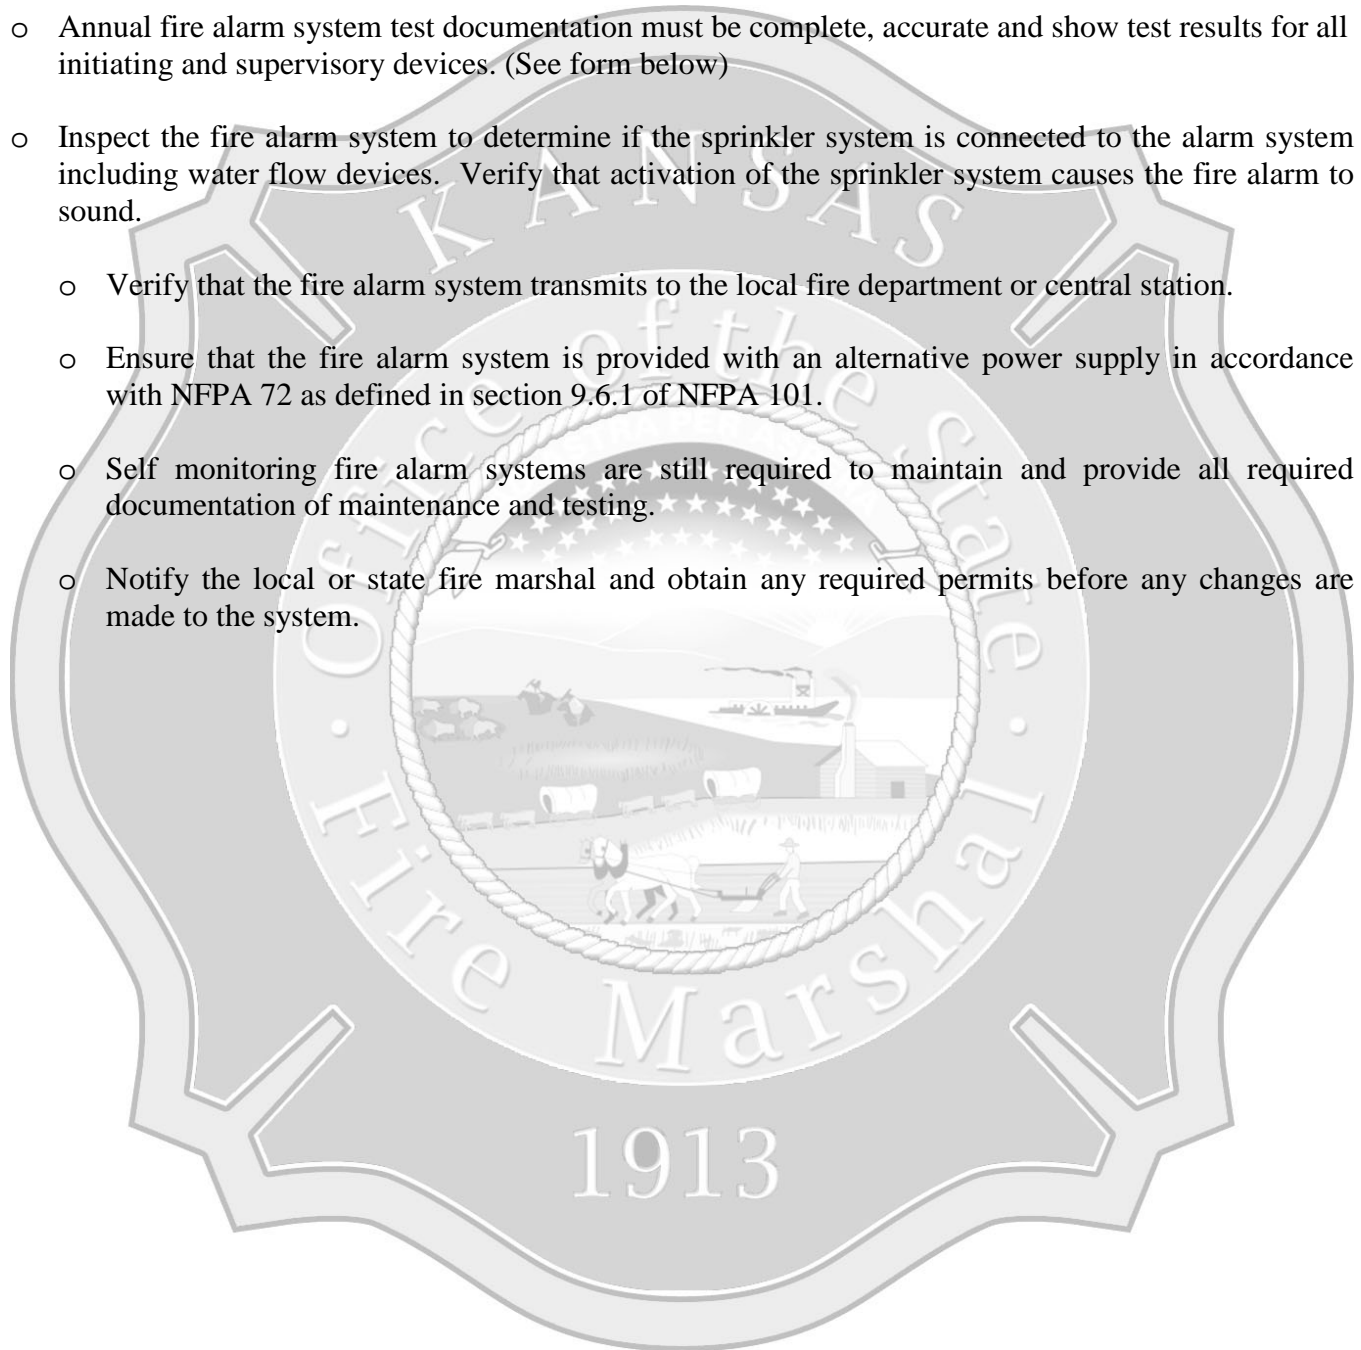 o Annual fire alarm system test documentation must be complete, accurate and show test results for all
initiating and supervisory devices. (See form below)
o Inspect the fire alarm system to determine if the sprinkler system is connected to the alarm system
including water flow devices. Verify that activation of the sprinkler system causes the fire alarm to
sound.
o Verify that the fire alarm system transmits to the local fire department or central station.
o Ensure that the fire alarm system is provided with an alternative power supply in accordance
with NFPA 72 as defined in section 9.6.1 of NFPA 101.
o Self monitoring fire alarm systems are still required to maintain and provide all required
documentation of maintenance and testing.
o Notify the local or state fire marshal and obtain any required permits before any changes are
made to the system.
KANSAS
Office of the State
Fire Marshal
1913